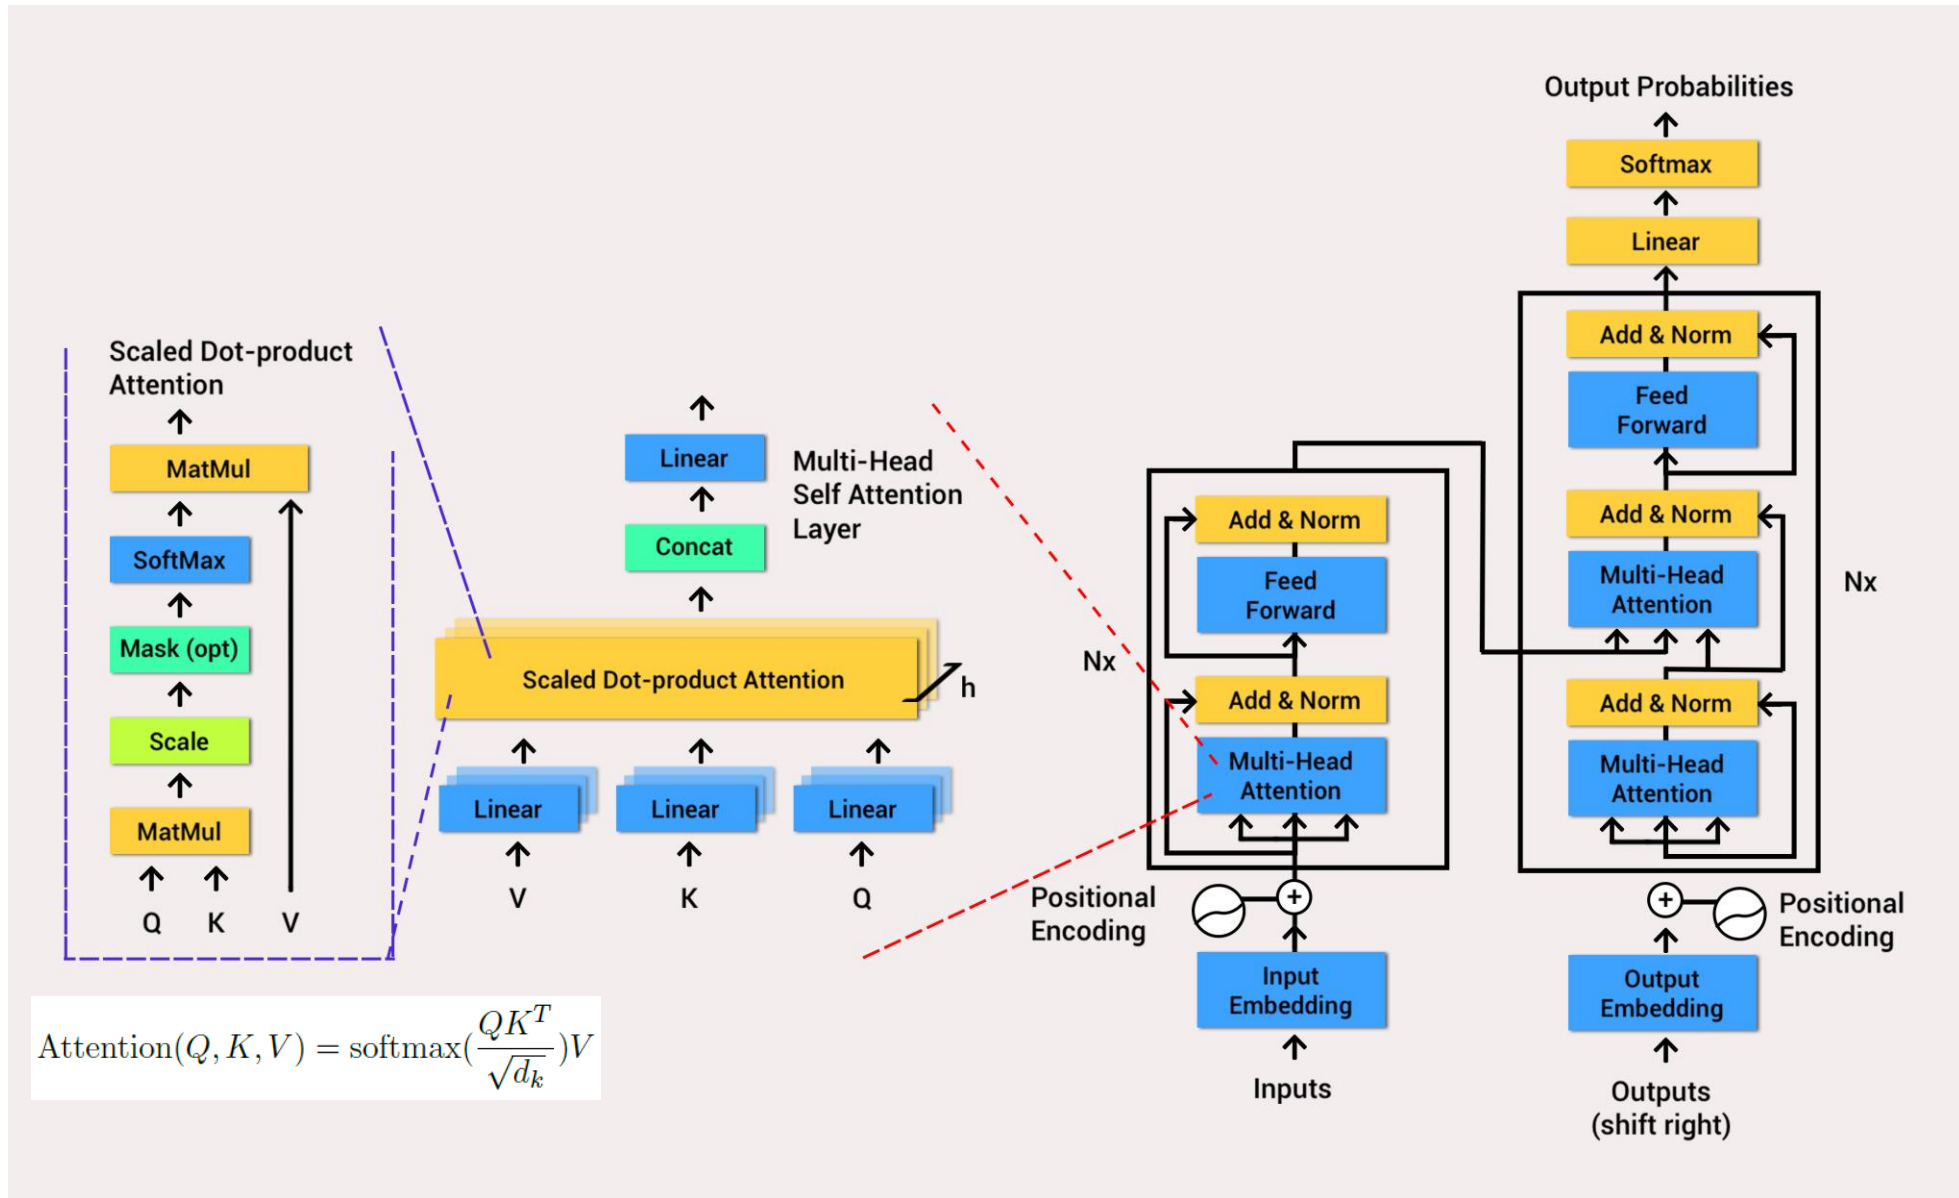 Scaled Dot-product
Attention
MatMul
SoftMax
Mask (opt)
Scale
MatMul
Q K V
Attention(Q, K, V) = softmax(\frac{QK^T}{\sqrt{d_k}})V
Linear
Multi-Head
Self Attention
Layer
Concat
Scaled Dot-product Attention
h
Linear
Linear
Linear
V
K
Q
Nx
Add & Norm
Feed
Forward
Add & Norm
Multi-Head
Attention
Positional
Encoding
+
Input
Embedding
Inputs
Output Probabilities
Softmax
Linear
Add & Norm
Feed
Forward
Add & Norm
Multi-Head
Attention
Nx
Add & Norm
Multi-Head
Attention
+
Positional
Encoding
Output
Embedding
Outputs
(shift right)